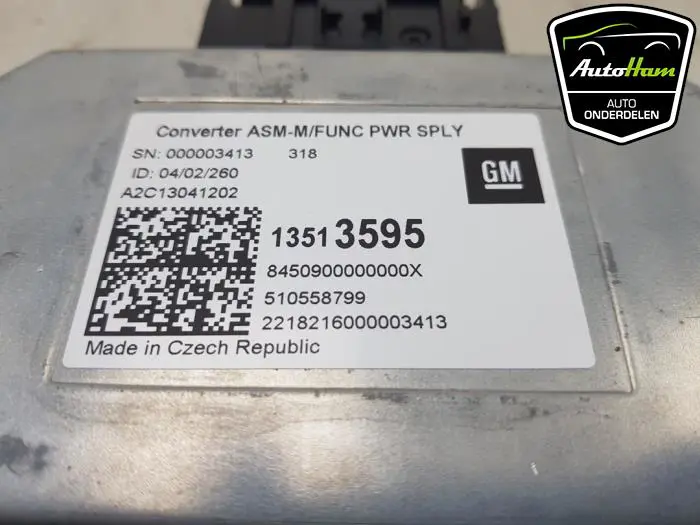 AutoHam
AUTO
ONDERDELEN
Converter ASM-M/FUNC PWR SPLY
SN: 000003413 318
ID: 04/02/260
A2C13041202
GM
13513595
8450900000000X
510558799
2218216000003413
Made in Czech Republic